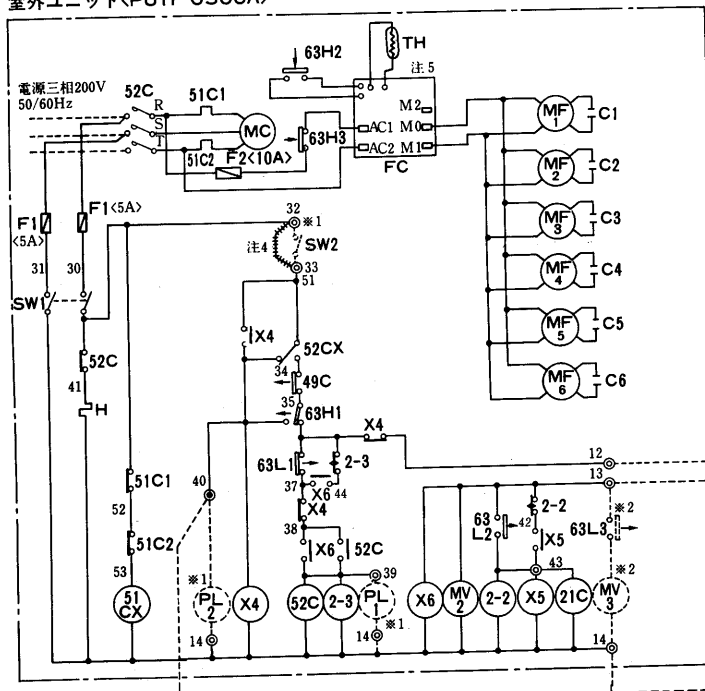 室外ユニット
電源三相200V
50/60Hz
52C
R
S
T
51C1
51C2
MC
F2<10A>
63H2
63H3
TH
注5
AC1
AC2
M2
M0
M1
FC
MF
1
C1
MF
2
C2
MF
3
C3
MF
4
C4
MF
5
C5
MF
6
C6
F1
<5A>
F1<5A>
31
30
SW1
52C
41
H
32
※1
注4
SW2
33
51
X4
52CX
34
49C
35
63H1
X4
12
13
63L1
2-3
37
X6
44
X4
38
X6
52C
39
40
51C1
52
51C2
53
51
CX
※1
PL
2
14
X4
52C
2-3
PL
1
※1
14
63
L2
42
2-2
X5
43
※2
63L3
※2
X6
MV
2
2-2
X5
21C
MV
3
14